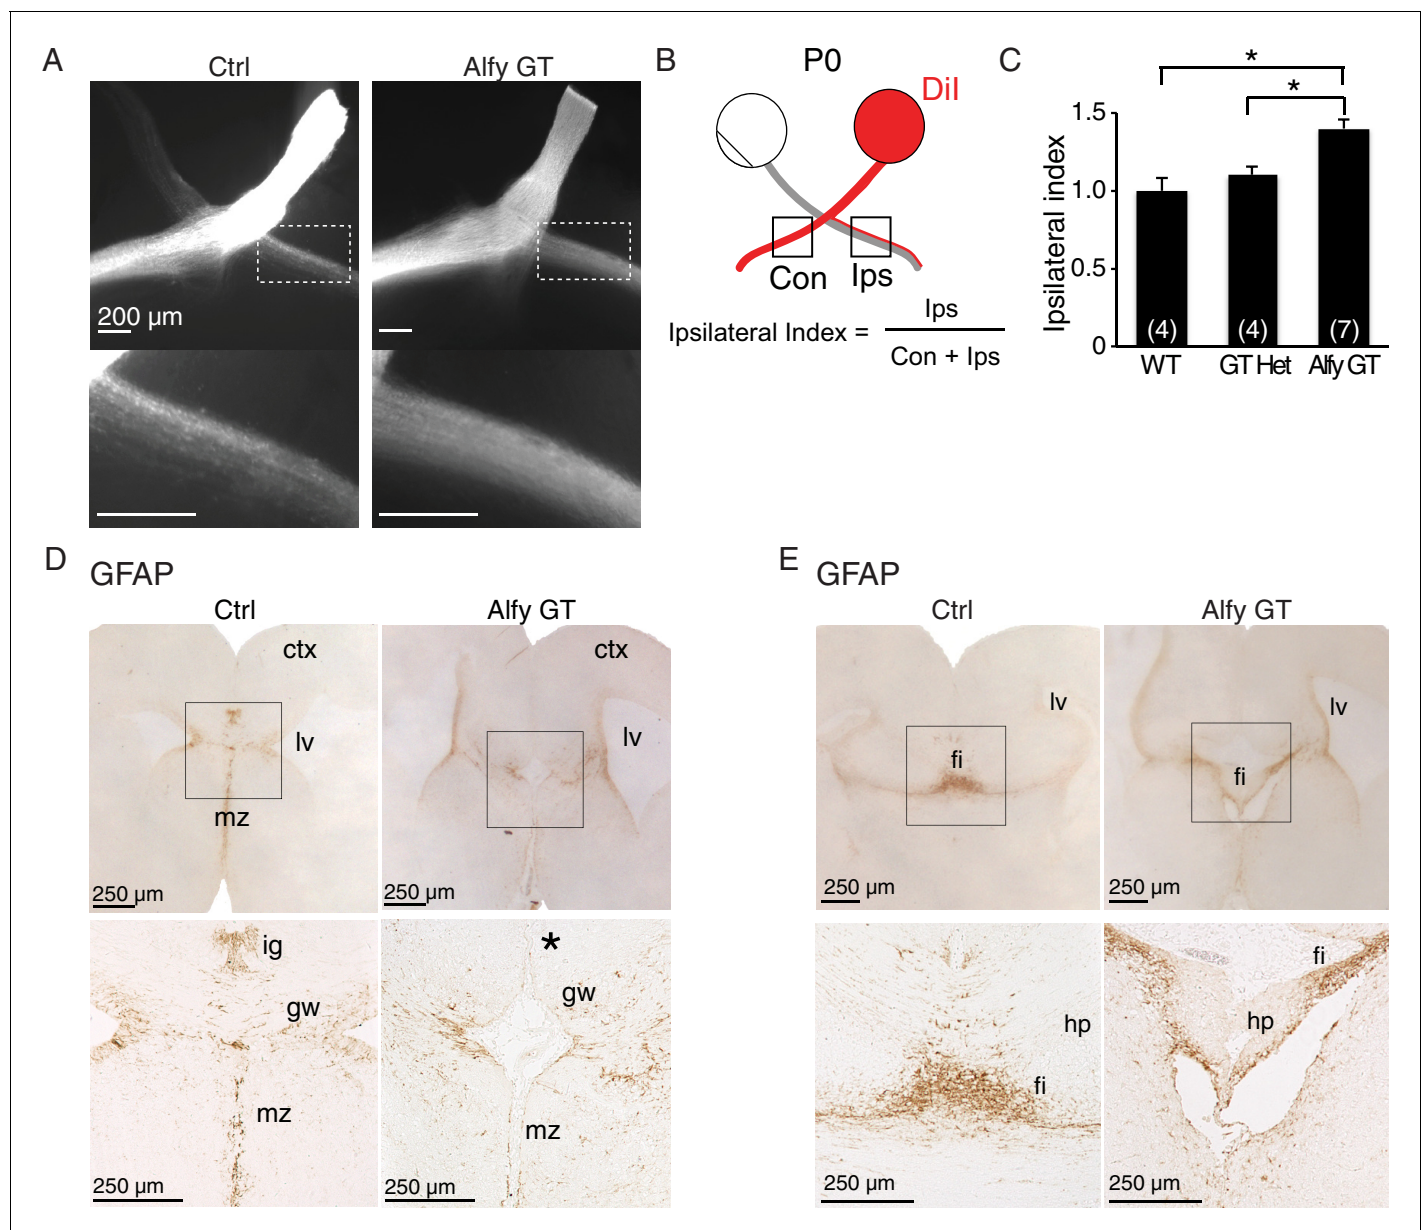 A
Ctrl
Alfy GT
200 µm
B
P0
DiI
Con
Ips
Ipsilateral Index =
Ips
Con + Ips
C
*
*
Ipsilateral index
1.5
1.0
0.5
0
(4)
(4)
(7)
WT
GT Het
Alfy GT
D
GFAP
Ctrl
Alfy GT
ctx
lv
mz
250 µm
ctx
lv
250 µm
ig
gw
mz
250 µm
*
gw
mz
250 µm
E
GFAP
Ctrl
Alfy GT
lv
fi
250 µm
lv
fi
250 µm
hp
fi
250 µm
fi
hp
250 µm